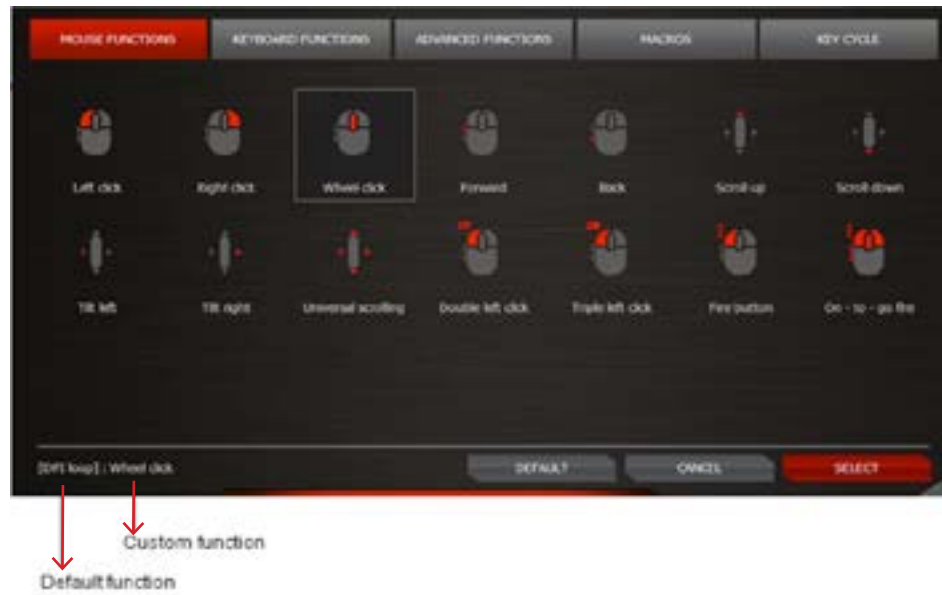 MOUSE FUNCTIONS KEYBOARD FUNCTIONS ADVANCED FUNCTIONS MACROS KEY CYCLE
Left click Right click Wheel click Forward Back Scroll up Scroll down
Tilt left Tilt right Universal scrolling Double left click Triple left click Fire button On - to - go fire
[DPI loop] : Wheel click DEFAULT CANCEL SELECT
Custom function
Default function